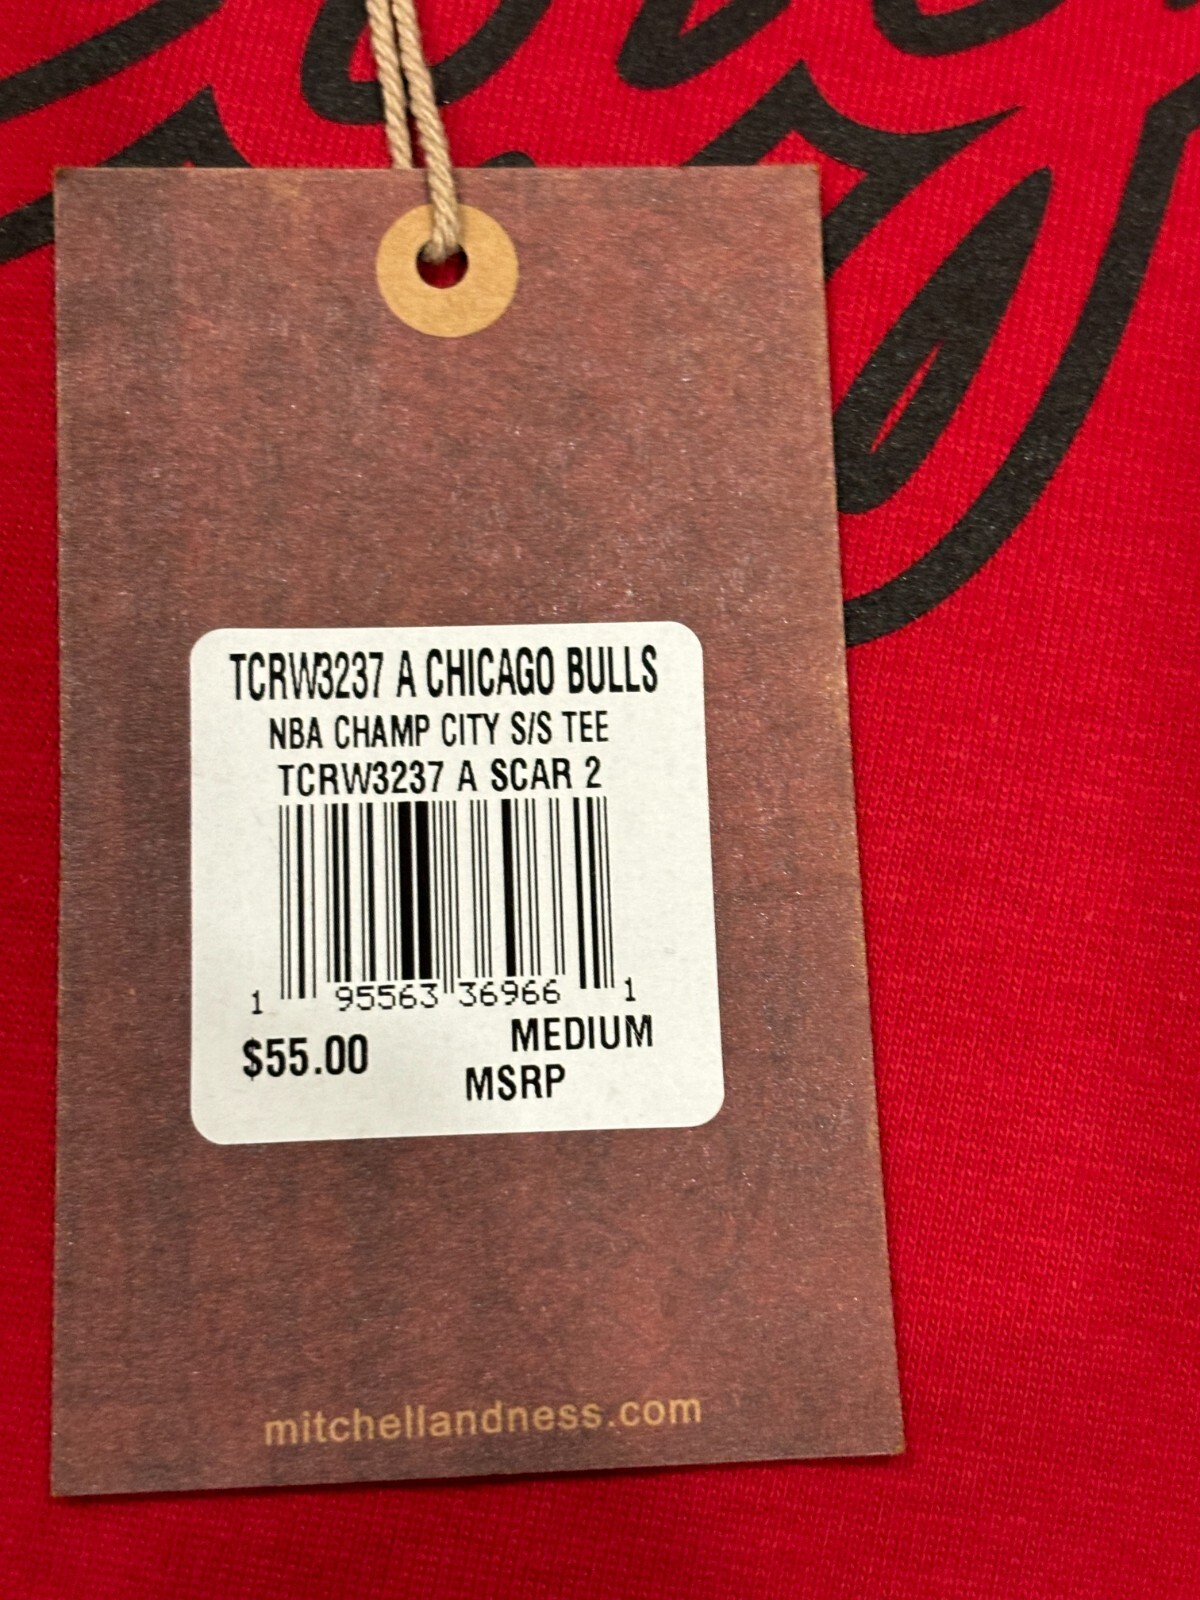 TCRW3237 A CHICAGO BULLS
NBA CHAMP CITY S/S TEE
TCRW3237 A SCAR 2
1 95563 36966 1
$55.00 MEDIUM
MSRP
mitchellandness.com